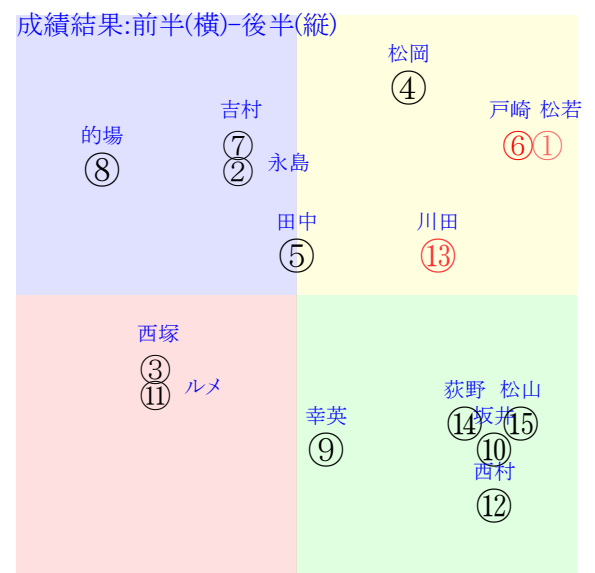 成績結果:前半(横)-後半(縦)
松岡
④
戸崎 松若
⑥①
吉村
⑦
的場
⑧
② 永島
田中
⑤
川田
⑬
西塚
③
⑪ ルメ
荻野 松山
幸英 坂井
⑭ ⑮
⑨ ⑩
西村
⑫